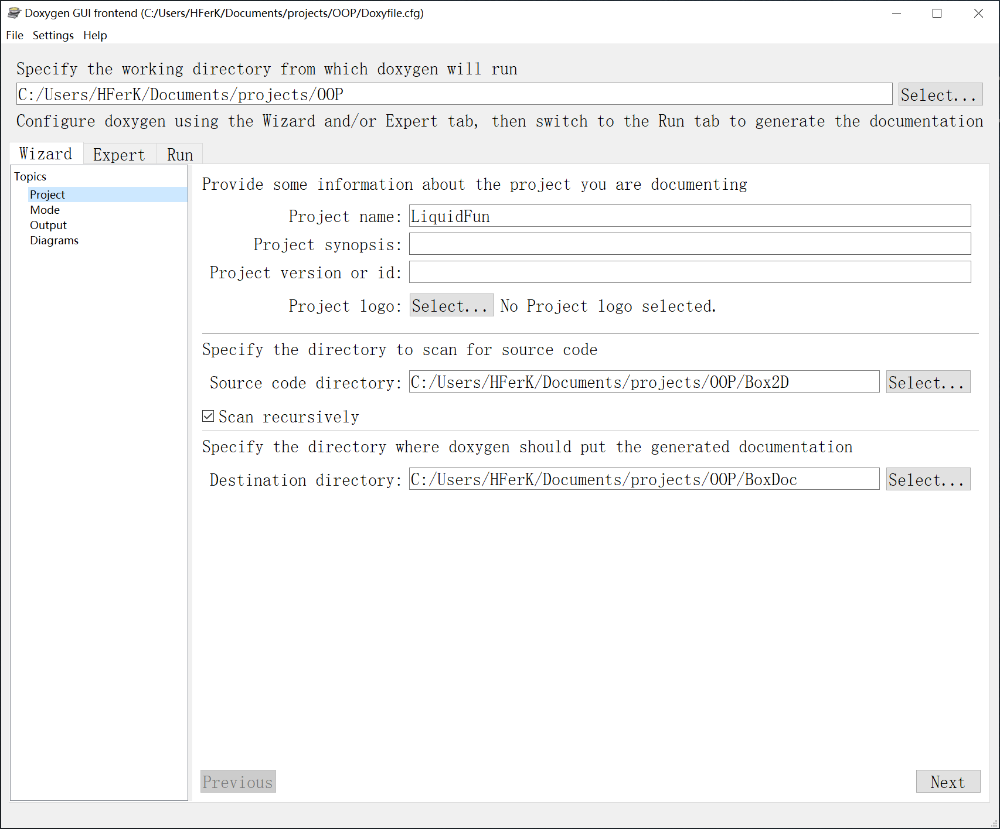 Doxygen GUI frontend (C:/Users/HFerK/Documents/projects/OOP/Doxyfile.cfg)
File Settings Help
Specify the working directory from which doxygen will run
C:/Users/HFerK/Documents/projects/OOP Select...
Configure doxygen using the Wizard and/or Expert tab, then switch to the Run tab to generate the documentation
Wizard Expert Run
Topics
Project
Mode
Output
Diagrams
Provide some information about the project you are documenting
Project name: LiquidFun
Project synopsis:
Project version or id:
Project logo: Select... No Project logo selected.
Specify the directory to scan for source code
Source code directory: C:/Users/HFerK/Documents/projects/OOP/Box2D Select...
Scan recursively
Specify the directory where doxygen should put the generated documentation
Destination directory: C:/Users/HFerK/Documents/projects/OOP/BoxDoc Select...
Previous Next